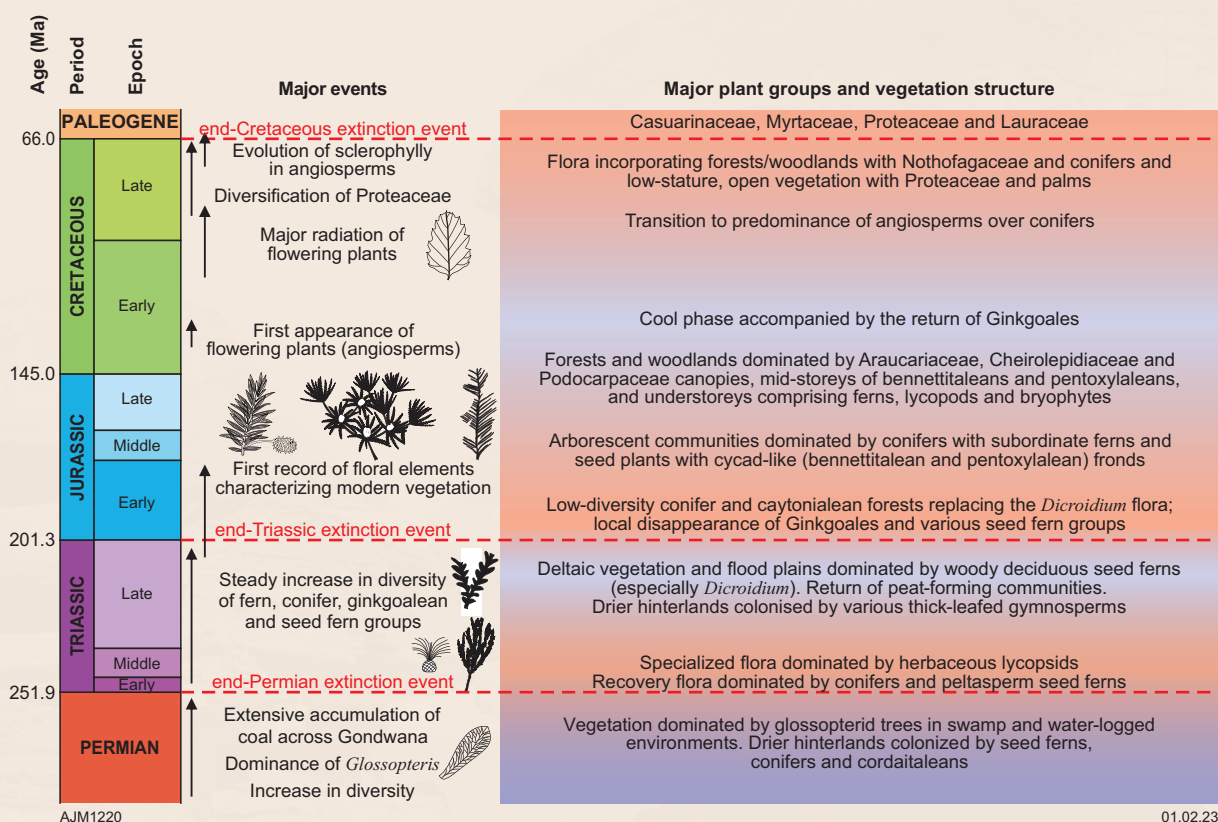 Age (Ma)
Period
Epoch
Major events
Major plant groups and vegetation structure
PALEOGENE
end-Cretaceous extinction event
Casuarinaceae, Myrtaceae, Proteaceae and Lauraceae
66.0
CRETACEOUS
Late
Evolution of sclerophylly
in angiosperms
Diversification of Proteaceae
Major radiation of
flowering plants
Flora incorporating forests/woodlands with Nothofagaceae and conifers and
low-stature, open vegetation with Proteaceae and palms
Transition to predominance of angiosperms over conifers
Early
First appearance of
flowering plants (angiosperms)
Cool phase accompanied by the return of Ginkgoales
Forests and woodlands dominated by Araucariaceae, Cheirolepidiaceae and
Podocarpaceae canopies, mid-storeys of bennettitaleans and pentoxylaleans,
and understoreys comprising ferns, lycopods and bryophytes
145.0
JURASSIC
Late
Middle
Early
First record of floral elements
characterizing modern vegetation
Arborescent communities dominated by conifers with subordinate ferns and
seed plants with cycad-like (bennettitalean and pentoxylalean) fronds
Low-diversity conifer and caytonialean forests replacing the Dicroidium flora;
local disappearance of Ginkgoales and various seed fern groups
end-Triassic extinction event
201.3
TRIASSIC
Late
Middle
Early
Steady increase in diversity
of fern, conifer, ginkgoalean
and seed fern groups
Deltaic vegetation and flood plains dominated by woody deciduous seed ferns
(especially Dicroidium). Return of peat-forming communities.
Drier hinterlands colonised by various thick-leafed gymnosperms
Specialized flora dominated by herbaceous lycopsids
Recovery flora dominated by conifers and peltasperm seed ferns
end-Permian extinction event
251.9
PERMIAN
Extensive accumulation of
coal across Gondwana
Dominance of Glossopteris
Increase in diversity
Vegetation dominated by glossopterid trees in swamp and water-logged
environments. Drier hinterlands colonized by seed ferns,
conifers and cordaitaleans
AJM1220
01.02.23